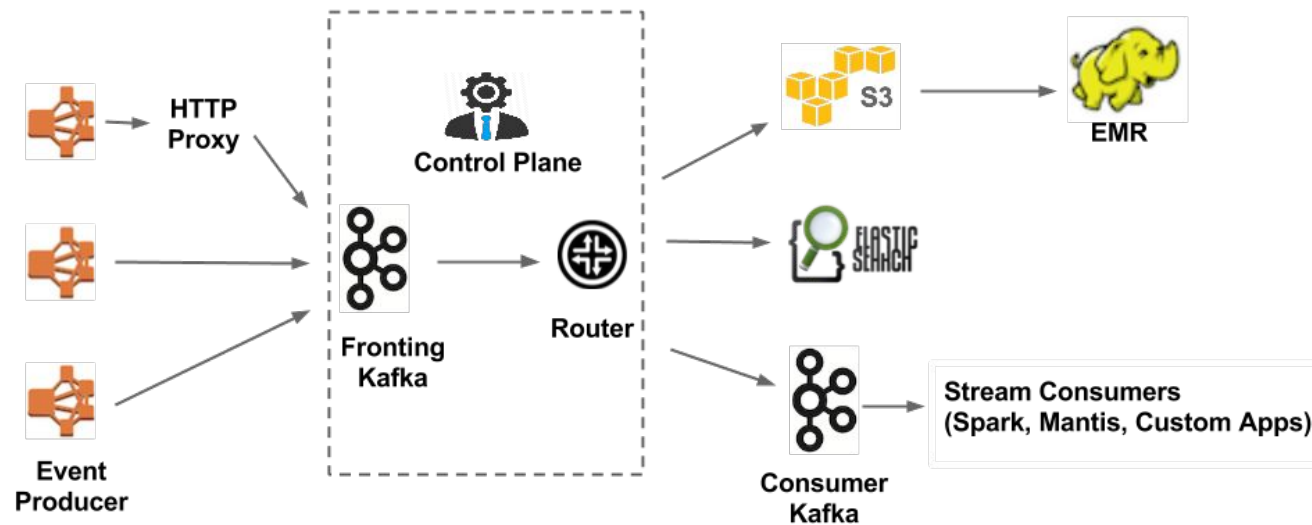 HTTP
Proxy
Control Plane
S3
EMR
ELASTIC
SEARCH
Fronting
Kafka
Router
Stream Consumers
(Spark, Mantis, Custom Apps)
Event
Producer
Consumer
Kafka